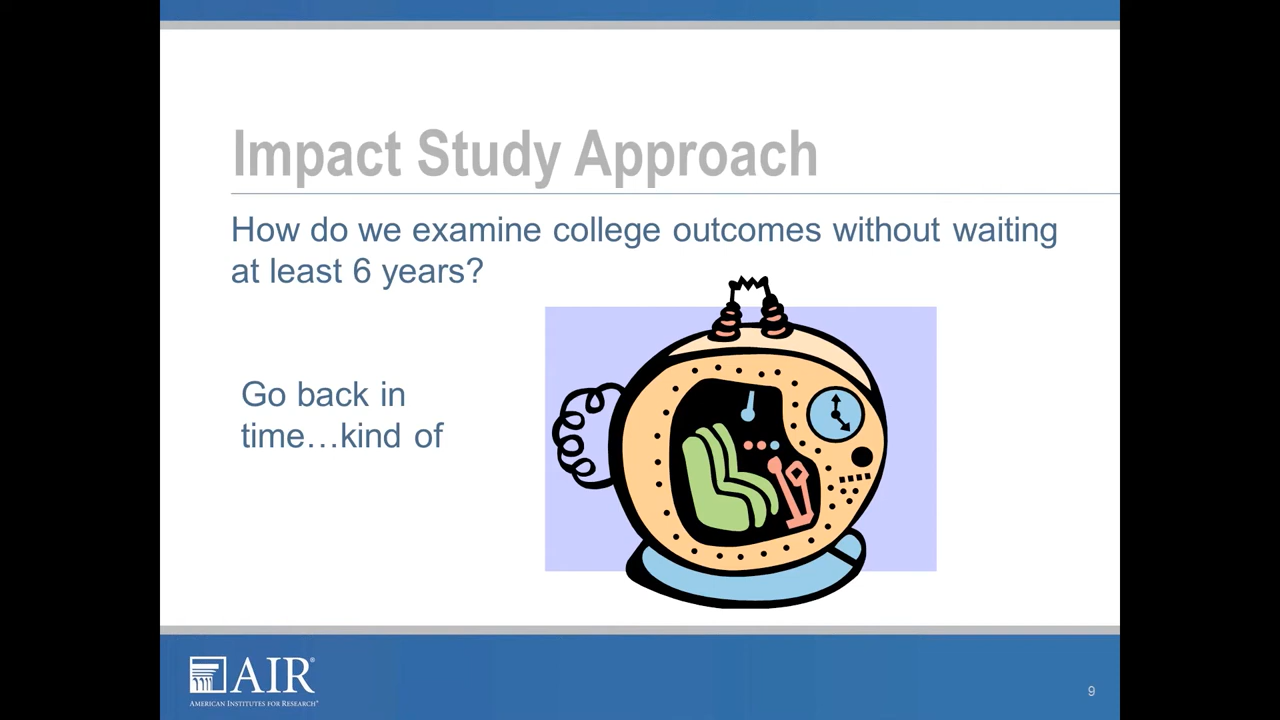 Impact Study Approach
How do we examine college outcomes without waiting
at least 6 years?
Go back in
time…kind of
AIR®
AMERICAN INSTITUTES FOR RESEARCH®
9